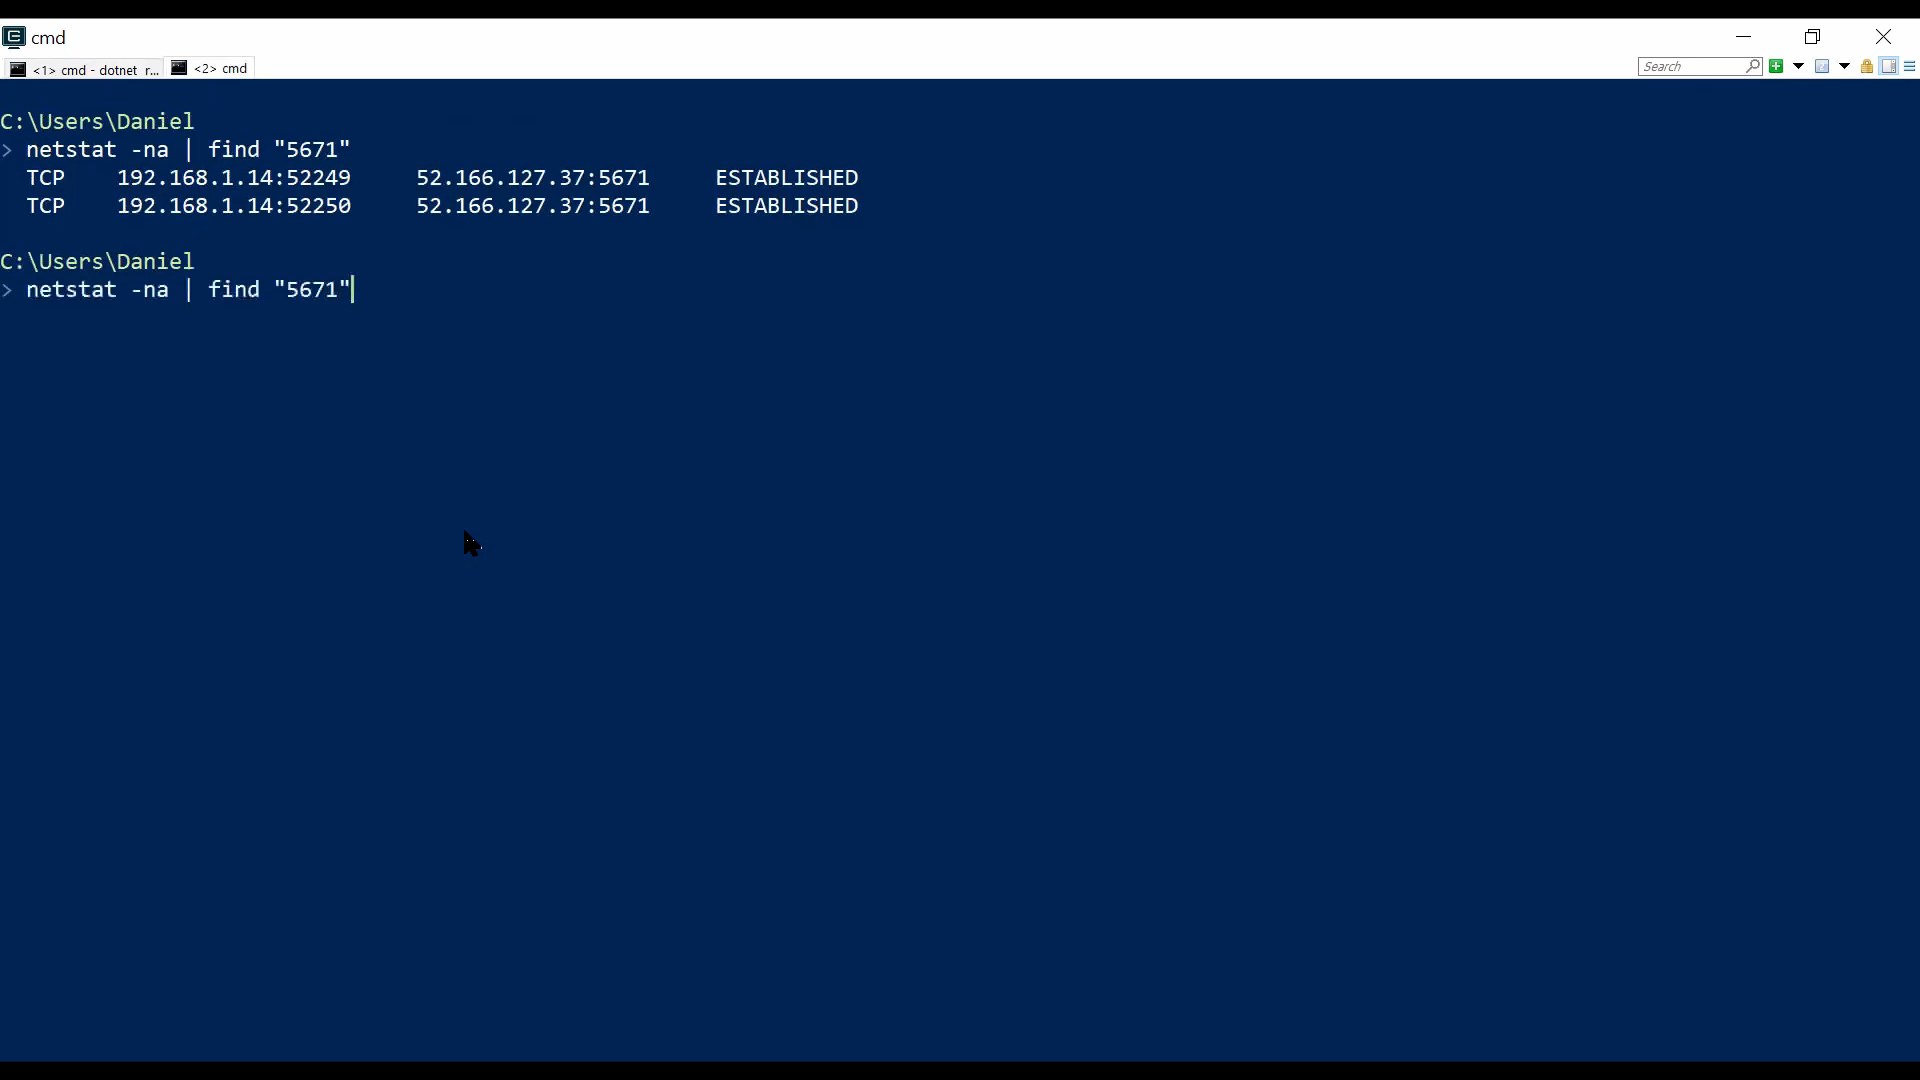 cmd
<1> cmd - dotnet r... <2> cmd Search
C:\Users\Daniel
> netstat -na | find "5671"
TCP 192.168.1.14:52249 52.166.127.37:5671 ESTABLISHED
TCP 192.168.1.14:52250 52.166.127.37:5671 ESTABLISHED
C:\Users\Daniel
> netstat -na | find "5671"